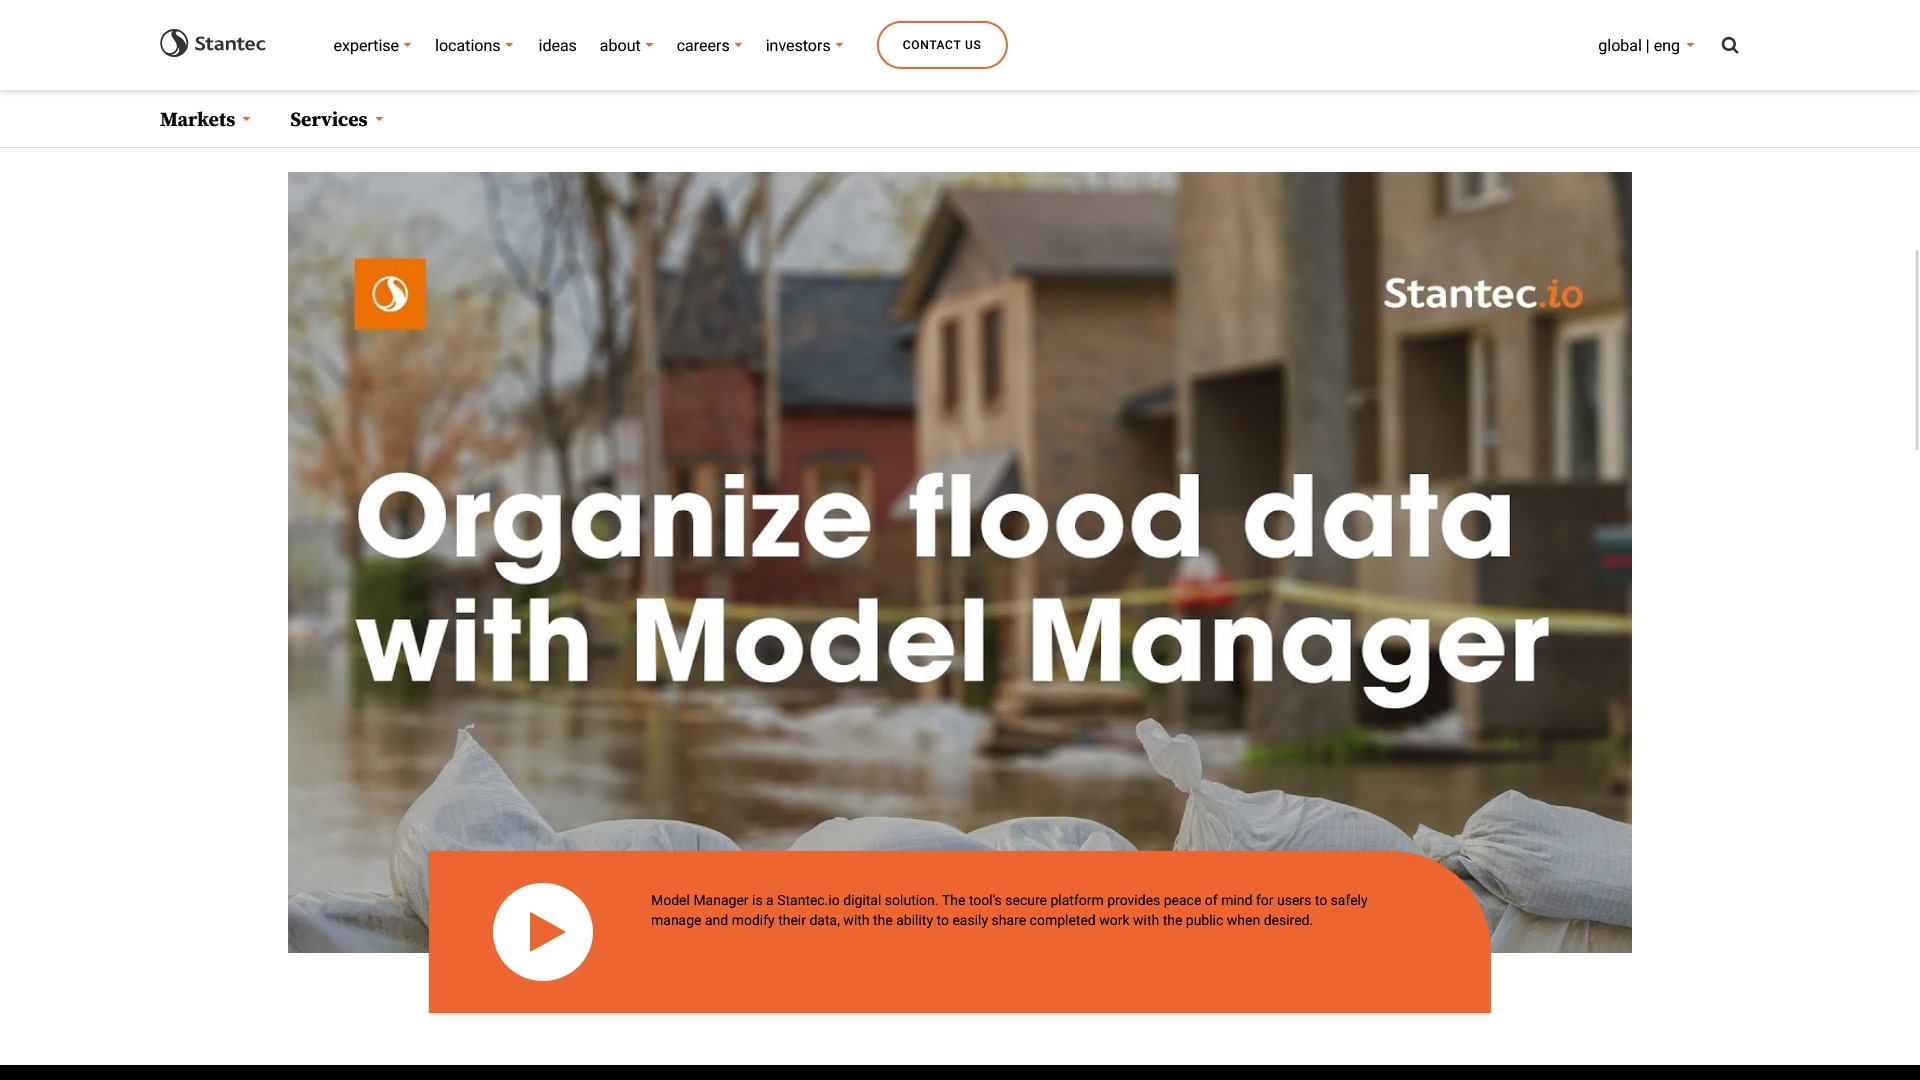 Stantec
expertise
locations
ideas
about
careers
investors
CONTACT US
global | eng
Markets
Services
Stantec.io
Organize flood data
with Model Manager
Model Manager is a Stantec.io digital solution. The tool's secure platform provides peace of mind for users to safely
manage and modify their data, with the ability to easily share completed work with the public when desired.